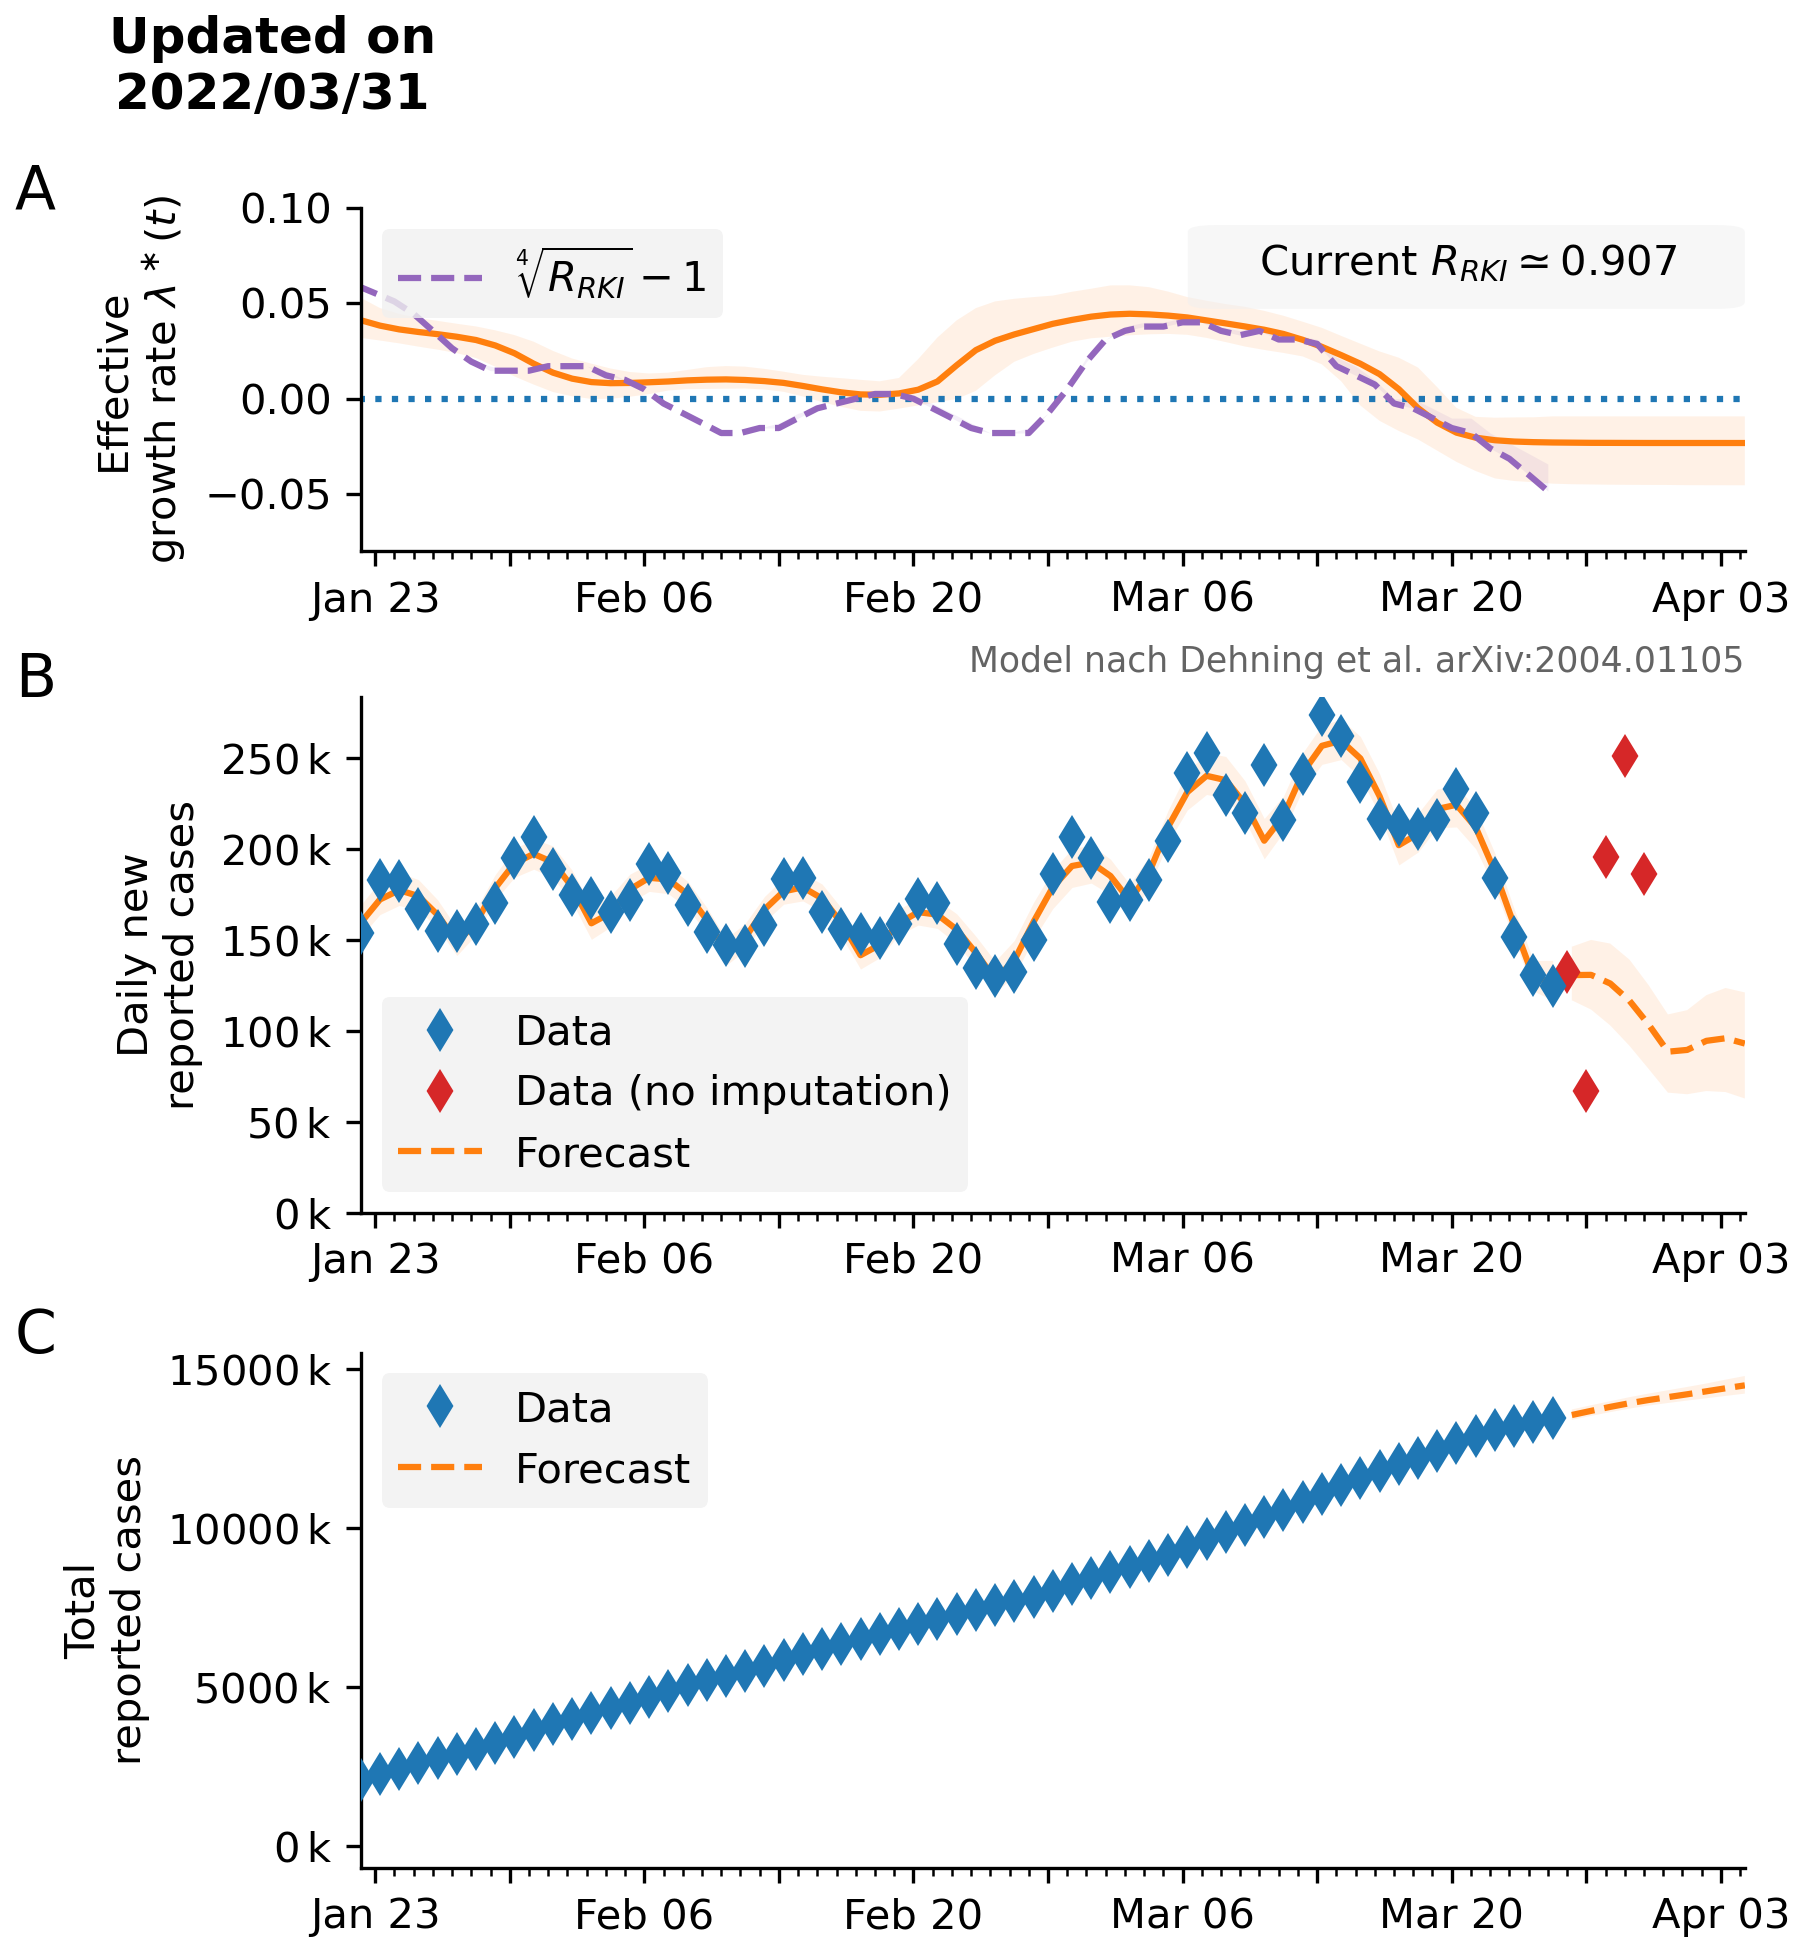 Updated on
2022/03/31
A
Effective
growth rate λ * (t)
0.10
0.05
0.00
−0.05
∜R_RKI − 1
Current R_RKI ≃ 0.907
Jan 23 Feb 06 Feb 20 Mar 06 Mar 20 Apr 03
Model nach Dehning et al. arXiv:2004.01105
B
Daily new
reported cases
250 k
200 k
150 k
100 k
50 k
0 k
Data
Data (no imputation)
Forecast
Jan 23 Feb 06 Feb 20 Mar 06 Mar 20 Apr 03
C
Total
reported cases
15000 k
10000 k
5000 k
0 k
Data
Forecast
Jan 23 Feb 06 Feb 20 Mar 06 Mar 20 Apr 03